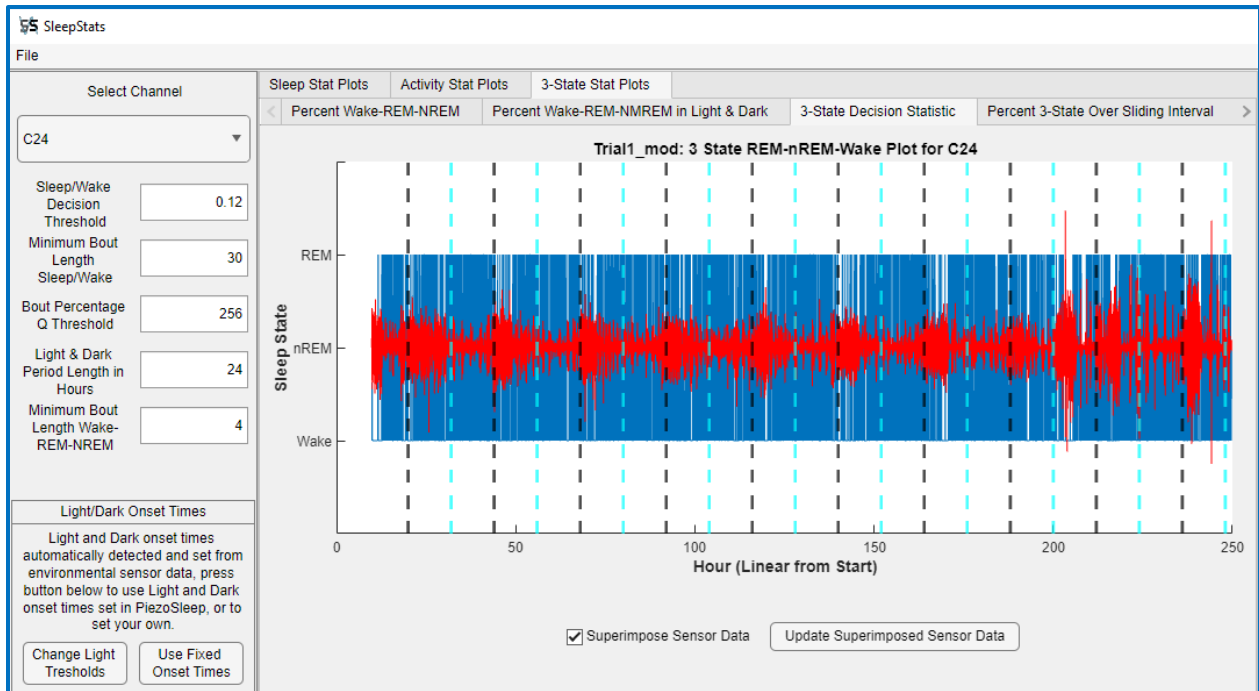 SleepStats
File
Select Channel
C24
Sleep/Wake
Decision
Threshold
0.12
Minimum Bout
Length
Sleep/Wake
30
Bout Percentage
Q Threshold
256
Light & Dark
Period Length in
Hours
24
Minimum Bout
Length Wake-
REM-NREM
4
Light/Dark Onset Times
Light and Dark onset times
automatically detected and set from
environmental sensor data, press
button below to use Light and Dark
onset times set in PiezoSleep, or to
set your own.
Change Light
Tresholds
Use Fixed
Onset Times
Sleep Stat Plots
Activity Stat Plots
3-State Stat Plots
Percent Wake-REM-NREM
Percent Wake-REM-NMREM in Light & Dark
3-State Decision Statistic
Percent 3-State Over Sliding Interval
Trial1_mod: 3 State REM-nREM-Wake Plot for C24
Sleep State
REM
nREM
Wake
0 50 100 150 200 250
Hour (Linear from Start)
Superimpose Sensor Data
Update Superimposed Sensor Data